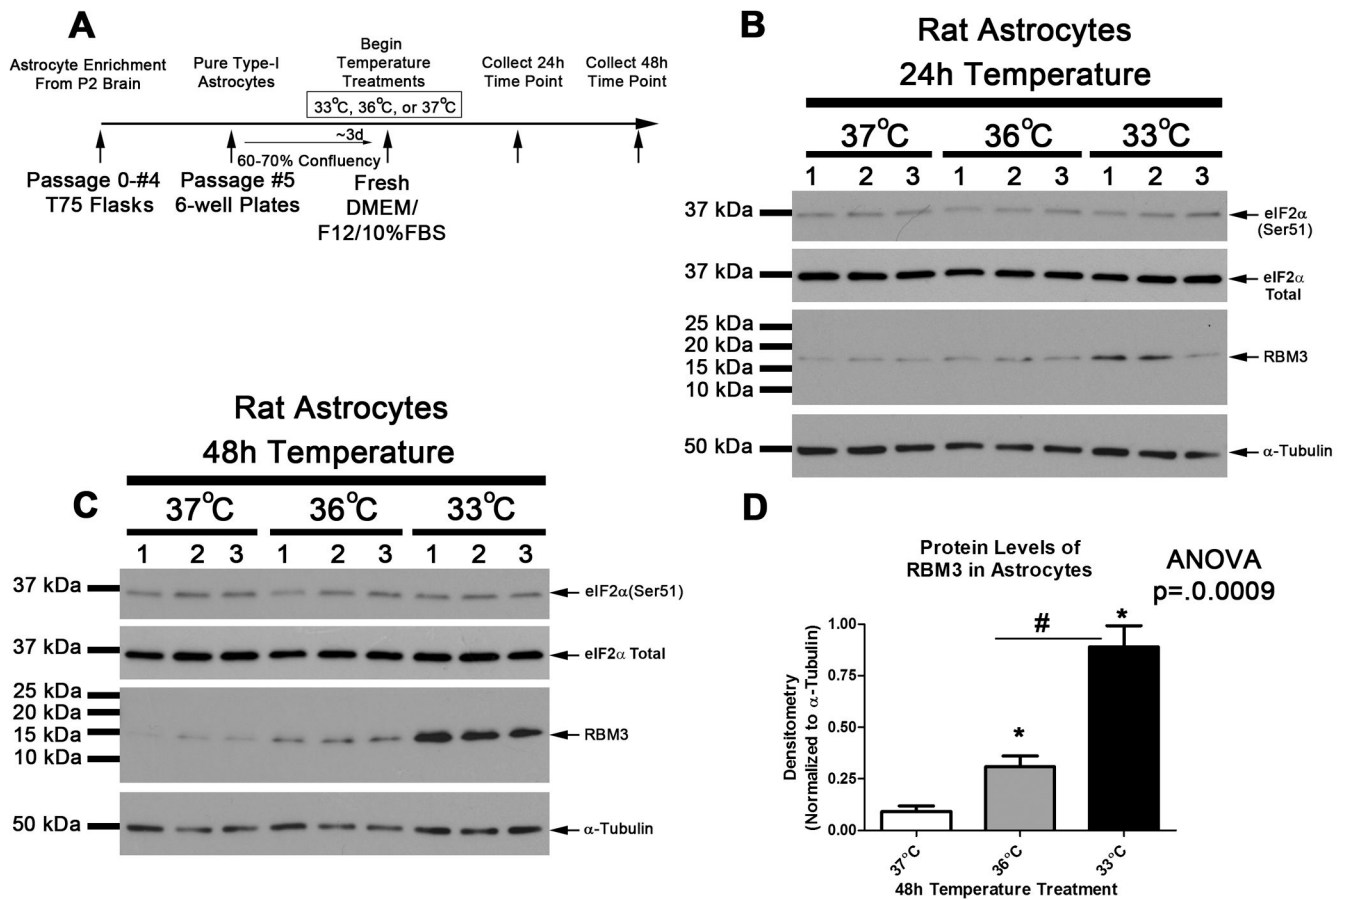 A
Astrocyte Enrichment
From P2 Brain
Pure Type-I
Astrocytes
Begin
Temperature
Treatments
33°C, 36°C, or 37°C
Collect 24h
Time Point
Collect 48h
Time Point
~3d
60-70% Confluency
Passage 0-#4
T75 Flasks
Passage #5
6-well Plates
Fresh
DMEM/
F12/10%FBS
B
Rat Astrocytes
24h Temperature
37°C 36°C 33°C
1 2 3 1 2 3 1 2 3
37 kDa
eIF2α
(Ser51)
37 kDa
eIF2α
Total
25 kDa
20 kDa
15 kDa
10 kDa
RBM3
50 kDa
α-Tubulin
Rat Astrocytes
48h Temperature
C
37°C 36°C 33°C
1 2 3 1 2 3 1 2 3
37 kDa
eIF2α(Ser51)
37 kDa
eIF2α Total
25 kDa
20 kDa
15 kDa
10 kDa
RBM3
50 kDa
α-Tubulin
D
Protein Levels of
RBM3 in Astrocytes
ANOVA
p=.0.0009
Densitometry
(Normalized to α-Tubulin)
1.00
0.75
0.50
0.25
0.00
*
#
*
37°C
36°C
33°C
48h Temperature Treatment